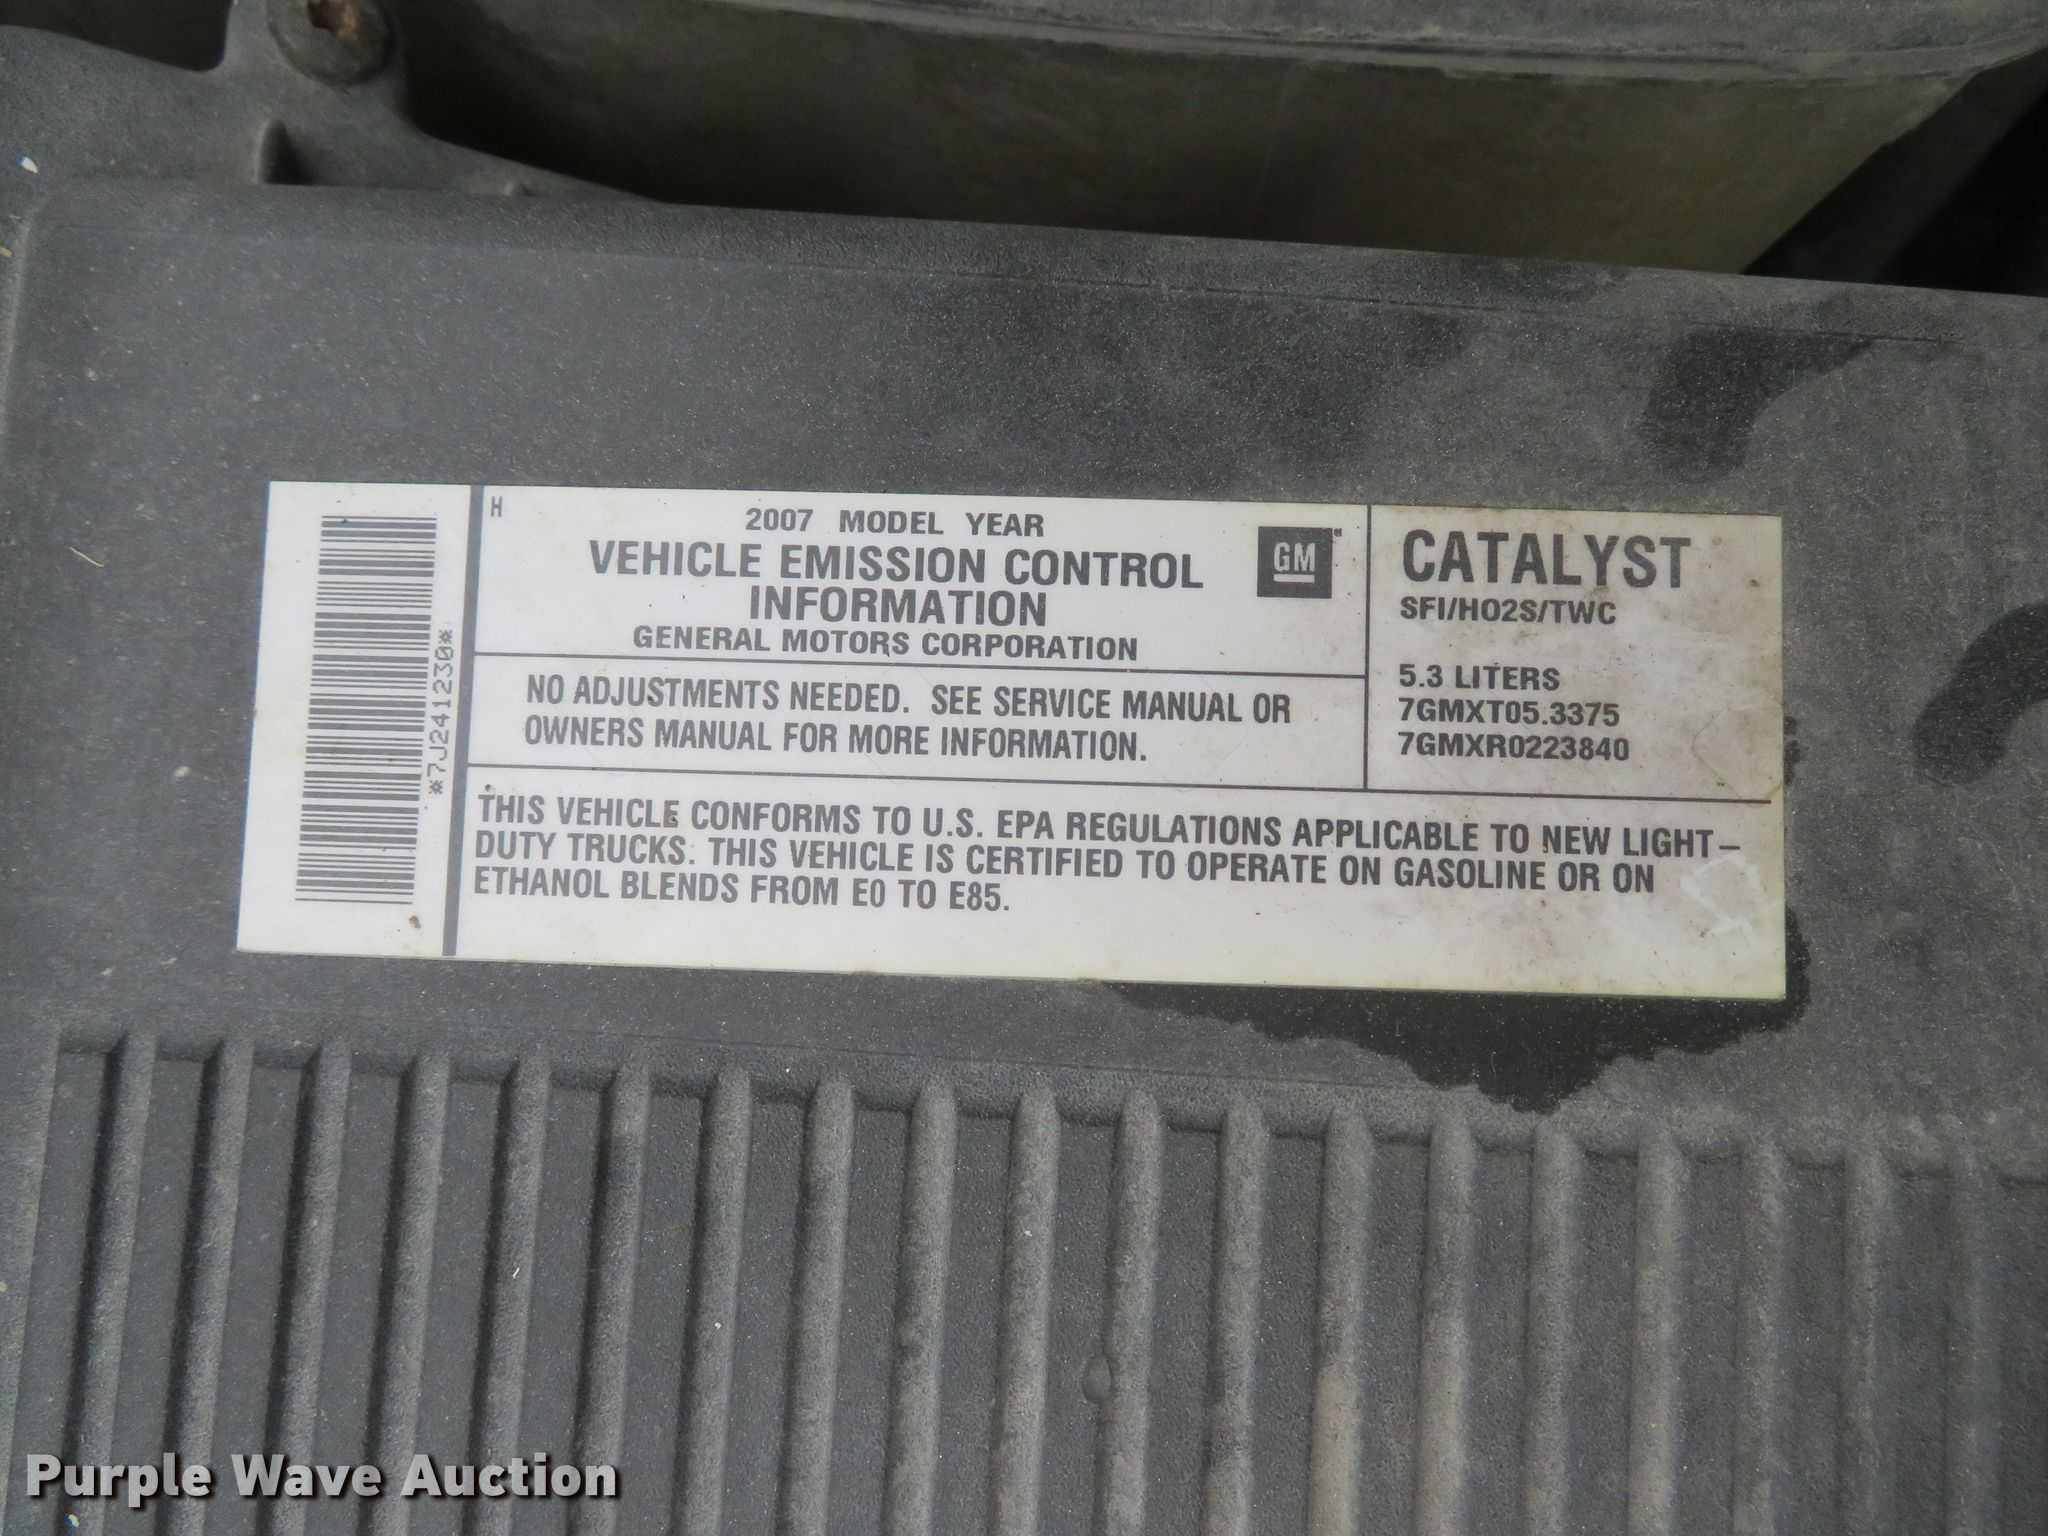 H
2007 MODEL YEAR
VEHICLE EMISSION CONTROL
INFORMATION
GENERAL MOTORS CORPORATION
GM
CATALYST
SFI/HO2S/TWC
5.3 LITERS
7GMXT05.3375
7GMXR0223840
NO ADJUSTMENTS NEEDED. SEE SERVICE MANUAL OR
OWNERS MANUAL FOR MORE INFORMATION.
THIS VEHICLE CONFORMS TO U.S. EPA REGULATIONS APPLICABLE TO NEW LIGHT–
DUTY TRUCKS. THIS VEHICLE IS CERTIFIED TO OPERATE ON GASOLINE OR ON
ETHANOL BLENDS FROM E0 TO E85.
*7J241230*
Purple Wave Auction